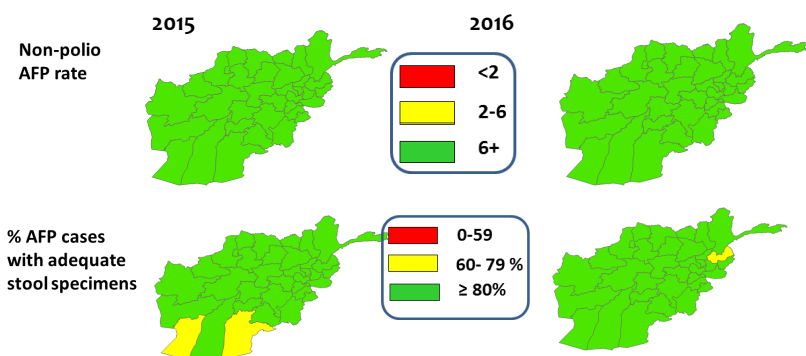 2015
2016
Non-polio
AFP rate
<2
2-6
6+
% AFP cases
with adequate
stool specimens
0-59
60- 79 %
≥ 80%